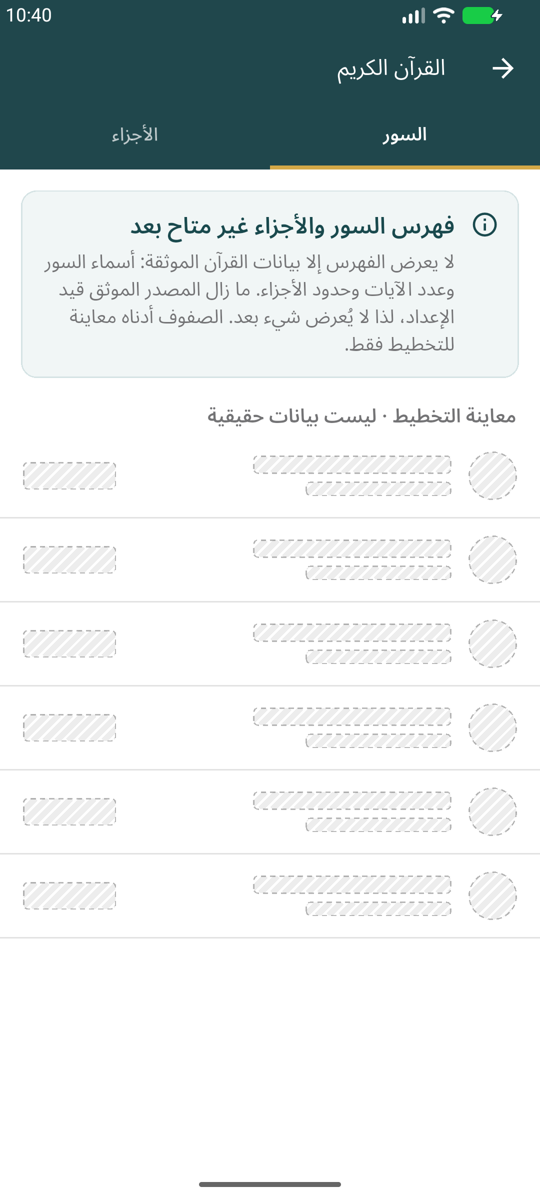 10:40
القرآن الكريم
السور
الأجزاء
فهرس السور والأجزاء غير متاح بعد
لا يعرض الفهرس إلا بيانات القرآن الموثقة: أسماء السور
وعدد الآيات وحدود الأجزاء. ما زال المصدر الموثق قيد
الإعداد، لذا لا يُعرض شيء بعد. الصفوف أدناه معاينة
للتخطيط فقط.
معاينة التخطيط · ليست بيانات حقيقية